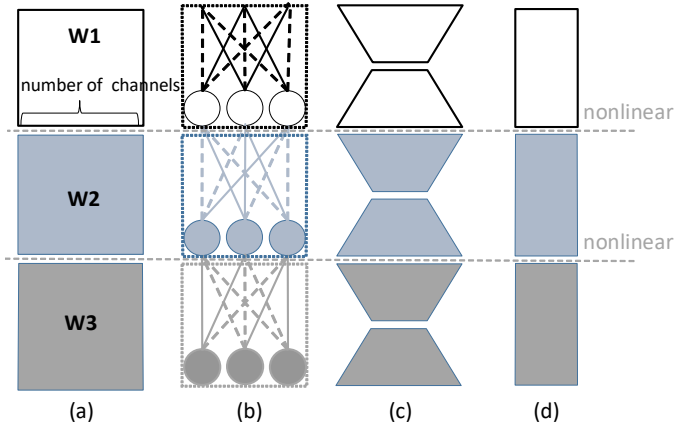 W1
number of channels
nonlinear
W2
nonlinear
W3
(a) (b) (c) (d)